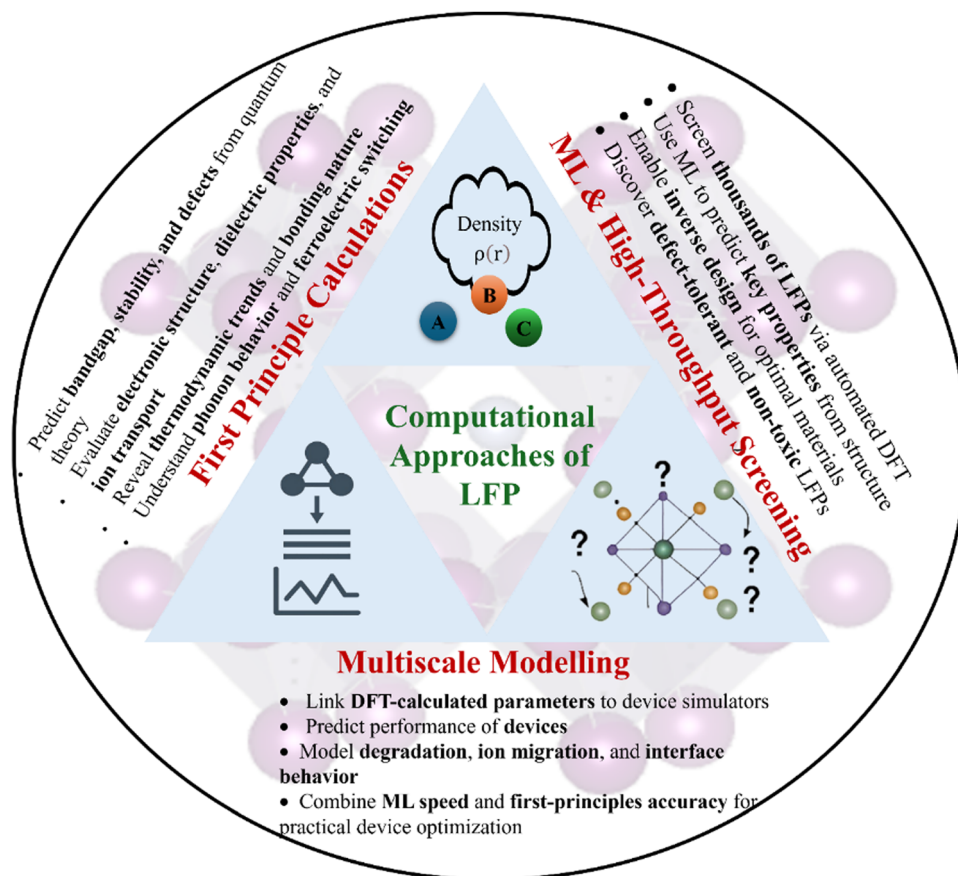 • Predict bandgap, stability, and defects from quantum
theory
• Evaluate electronic structure, dielectric properties, and
ion transport
• Reveal thermodynamic trends and bonding nature
• Understand phonon behavior and ferroelectric switching
First Principle Calculations
• Screen thousands of LFPs via automated DFT
• Use ML to predict key properties from structure
• Enable inverse design for optimal materials
• Discover defect-tolerant and non-toxic LFPs
ML & High-Throughput Screening
Density
ρ(r)
B
A
C
Computational
Approaches of
LFP
?
?
?
?
Multiscale Modelling
• Link DFT-calculated parameters to device simulators
• Predict performance of devices
• Model degradation, ion migration, and interface
behavior
• Combine ML speed and first-principles accuracy for
practical device optimization